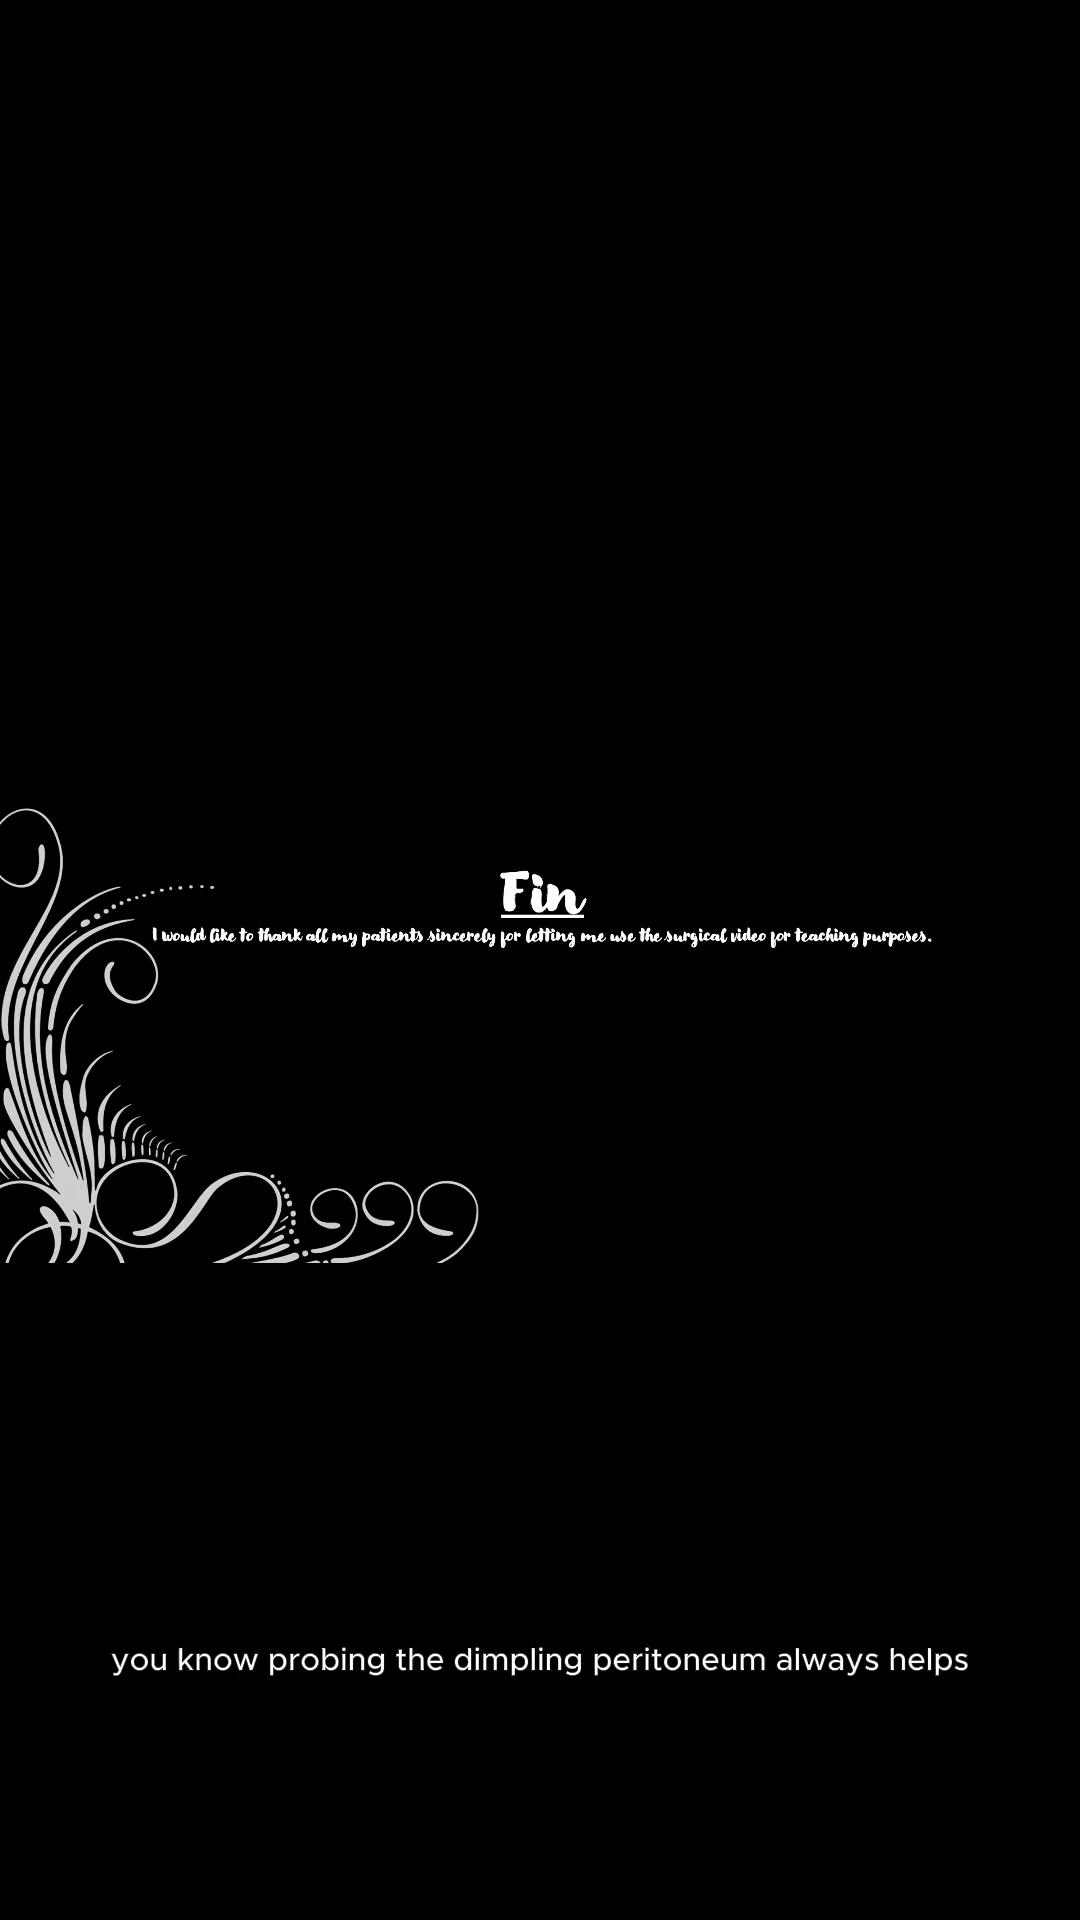 Fin
I would like to thank all my patients sincerely for letting me use the surgical video for teaching purposes.
you know probing the dimpling peritoneum always helps